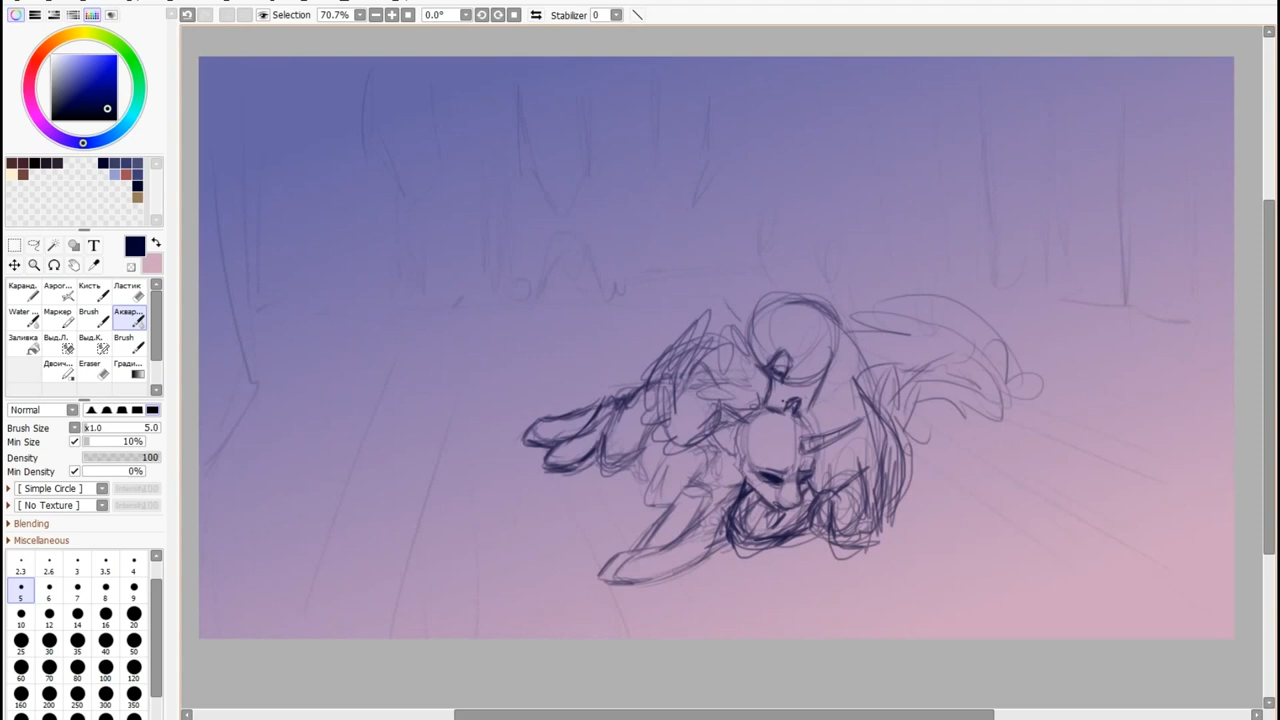 Selection 70.7% 0.0° Stabilizer 0
T
Каранд. Аэрог... Кисть Ластик
Water ... Маркер Brush Аквар...
Заливка Выд.Л. Выд.К. Brush
Двоич... Eraser Гради...
Normal
Brush Size x1.0 5.0
Min Size 10%
Density 100
Min Density 0%
[ Simple Circle ]
[ No Texture ]
Blending
Miscellaneous
2.3 2.6 3 3.5 4
5 6 7 8 9
10 12 14 16 20
25 30 35 40 50
60 70 80 100 120
160 200 250 300 350